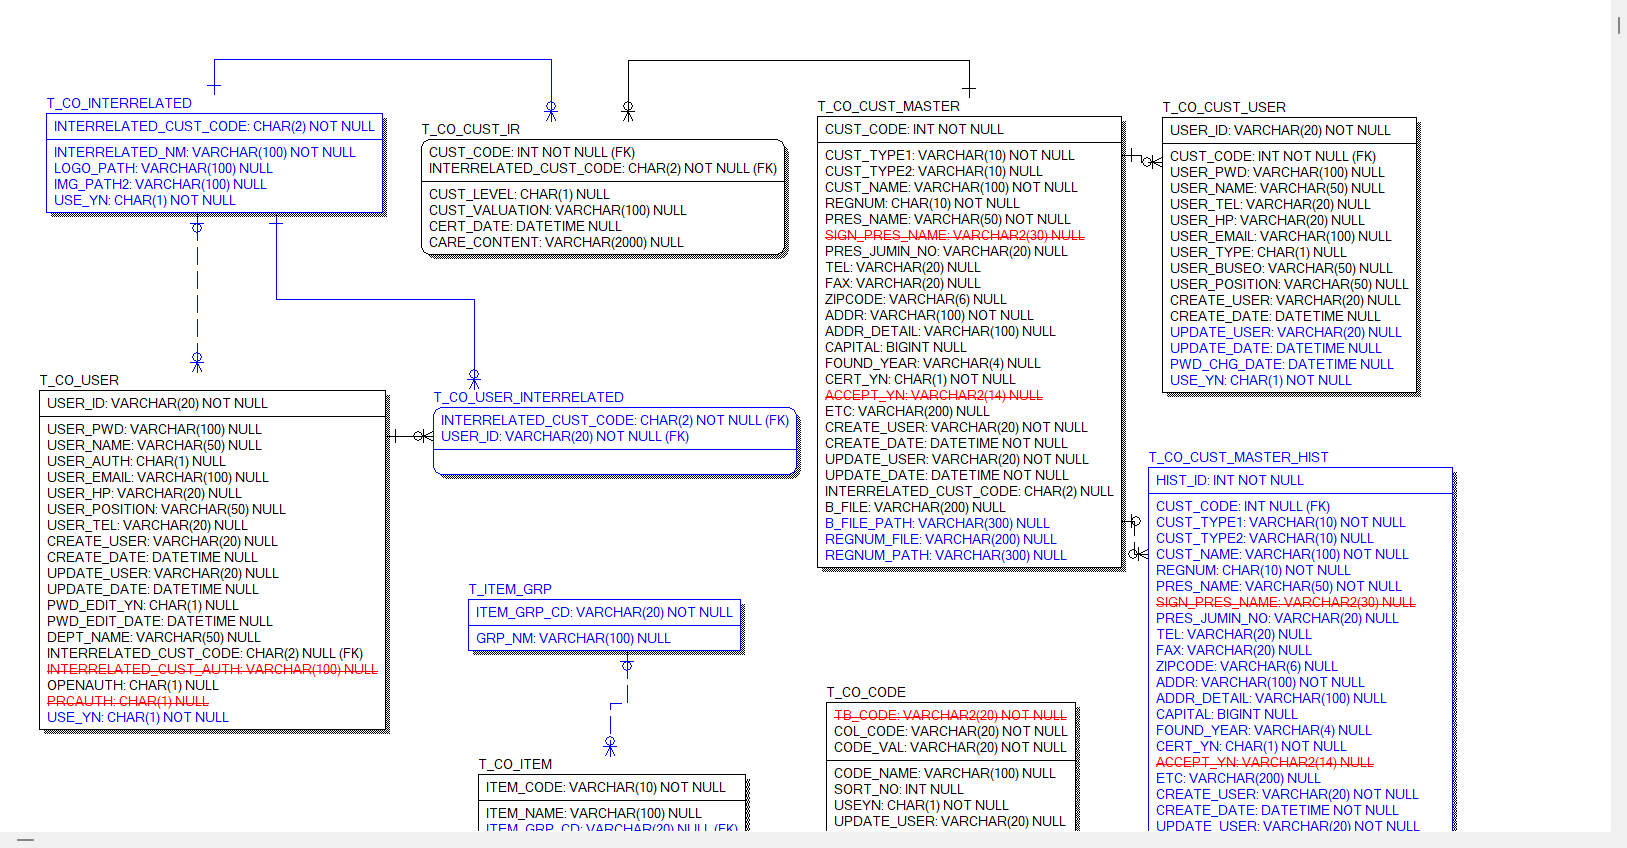 T_CO_INTERRELATED
INTERRELATED_CUST_CODE: CHAR(2) NOT NULL
INTERRELATED_NM: VARCHAR(100) NOT NULL
LOGO_PATH: VARCHAR(100) NULL
IMG_PATH2: VARCHAR(100) NULL
USE_YN: CHAR(1) NOT NULL
T_CO_CUST_IR
CUST_CODE: INT NOT NULL (FK)
INTERRELATED_CUST_CODE: CHAR(2) NOT NULL (FK)
CUST_LEVEL: CHAR(1) NULL
CUST_VALUATION: VARCHAR(100) NULL
CERT_DATE: DATETIME NULL
CARE_CONTENT: VARCHAR(2000) NULL
T_CO_CUST_MASTER
CUST_CODE: INT NOT NULL
CUST_TYPE1: VARCHAR(10) NOT NULL
CUST_TYPE2: VARCHAR(10) NULL
CUST_NAME: VARCHAR(100) NOT NULL
REGNUM: CHAR(10) NOT NULL
PRES_NAME: VARCHAR(50) NOT NULL
SIGN_PRES_NAME: VARCHAR2(30) NULL
PRES_JUMIN_NO: VARCHAR(20) NULL
TEL: VARCHAR(20) NULL
FAX: VARCHAR(20) NULL
ZIPCODE: VARCHAR(6) NULL
ADDR: VARCHAR(100) NOT NULL
ADDR_DETAIL: VARCHAR(100) NULL
CAPITAL: BIGINT NULL
FOUND_YEAR: VARCHAR(4) NULL
CERT_YN: CHAR(1) NOT NULL
ACCEPT_YN: VARCHAR2(14) NULL
ETC: VARCHAR(200) NULL
CREATE_USER: VARCHAR(20) NOT NULL
CREATE_DATE: DATETIME NOT NULL
UPDATE_USER: VARCHAR(20) NOT NULL
UPDATE_DATE: DATETIME NOT NULL
INTERRELATED_CUST_CODE: CHAR(2) NULL
B_FILE: VARCHAR(200) NULL
B_FILE_PATH: VARCHAR(300) NULL
REGNUM_FILE: VARCHAR(200) NULL
REGNUM_PATH: VARCHAR(300) NULL
T_CO_CUST_USER
USER_ID: VARCHAR(20) NOT NULL
CUST_CODE: INT NOT NULL (FK)
USER_PWD: VARCHAR(100) NULL
USER_NAME: VARCHAR(50) NULL
USER_TEL: VARCHAR(20) NULL
USER_HP: VARCHAR(20) NULL
USER_EMAIL: VARCHAR(100) NULL
USER_TYPE: CHAR(1) NULL
USER_BUSEO: VARCHAR(50) NULL
USER_POSITION: VARCHAR(50) NULL
CREATE_USER: VARCHAR(20) NULL
CREATE_DATE: DATETIME NULL
UPDATE_USER: VARCHAR(20) NULL
UPDATE_DATE: DATETIME NULL
PWD_CHG_DATE: DATETIME NULL
USE_YN: CHAR(1) NOT NULL
T_CO_USER
USER_ID: VARCHAR(20) NOT NULL
USER_PWD: VARCHAR(100) NULL
USER_NAME: VARCHAR(50) NULL
USER_AUTH: CHAR(1) NULL
USER_EMAIL: VARCHAR(100) NULL
USER_HP: VARCHAR(20) NULL
USER_POSITION: VARCHAR(50) NULL
USER_TEL: VARCHAR(20) NULL
CREATE_USER: VARCHAR(20) NULL
CREATE_DATE: DATETIME NULL
UPDATE_USER: VARCHAR(20) NULL
UPDATE_DATE: DATETIME NULL
PWD_EDIT_YN: CHAR(1) NULL
PWD_EDIT_DATE: DATETIME NULL
DEPT_NAME: VARCHAR(50) NULL
INTERRELATED_CUST_CODE: CHAR(2) NULL (FK)
INTERRELATED_CUST_AUTH: VARCHAR(100) NULL
OPENAUTH: CHAR(1) NULL
PRCAUTH: CHAR(1) NULL
USE_YN: CHAR(1) NOT NULL
T_CO_USER_INTERRELATED
INTERRELATED_CUST_CODE: CHAR(2) NOT NULL (FK)
USER_ID: VARCHAR(20) NOT NULL (FK)
T_CO_CUST_MASTER_HIST
HIST_ID: INT NOT NULL
CUST_CODE: INT NULL (FK)
CUST_TYPE1: VARCHAR(10) NOT NULL
CUST_TYPE2: VARCHAR(10) NULL
CUST_NAME: VARCHAR(100) NOT NULL
REGNUM: CHAR(10) NOT NULL
PRES_NAME: VARCHAR(50) NOT NULL
SIGN_PRES_NAME: VARCHAR2(30) NULL
PRES_JUMIN_NO: VARCHAR(20) NULL
TEL: VARCHAR(20) NULL
FAX: VARCHAR(20) NULL
ZIPCODE: VARCHAR(6) NULL
ADDR: VARCHAR(100) NOT NULL
ADDR_DETAIL: VARCHAR(100) NULL
CAPITAL: BIGINT NULL
FOUND_YEAR: VARCHAR(4) NULL
CERT_YN: CHAR(1) NOT NULL
ACCEPT_YN: VARCHAR2(14) NULL
ETC: VARCHAR(200) NULL
CREATE_USER: VARCHAR(20) NOT NULL
CREATE_DATE: DATETIME NOT NULL
UPDATE_USER: VARCHAR(20) NOT NULL
T_ITEM_GRP
ITEM_GRP_CD: VARCHAR(20) NOT NULL
GRP_NM: VARCHAR(100) NULL
T_CO_ITEM
ITEM_CODE: VARCHAR(10) NOT NULL
ITEM_NAME: VARCHAR(100) NULL
ITEM_GRP_CD: VARCHAR(20) NULL (FK)
T_CO_CODE
TB_CODE: VARCHAR2(20) NOT NULL
COL_CODE: VARCHAR(20) NOT NULL
CODE_VAL: VARCHAR(20) NOT NULL
CODE_NAME: VARCHAR(100) NULL
SORT_NO: INT NULL
USEYN: CHAR(1) NOT NULL
UPDATE_USER: VARCHAR(20) NULL